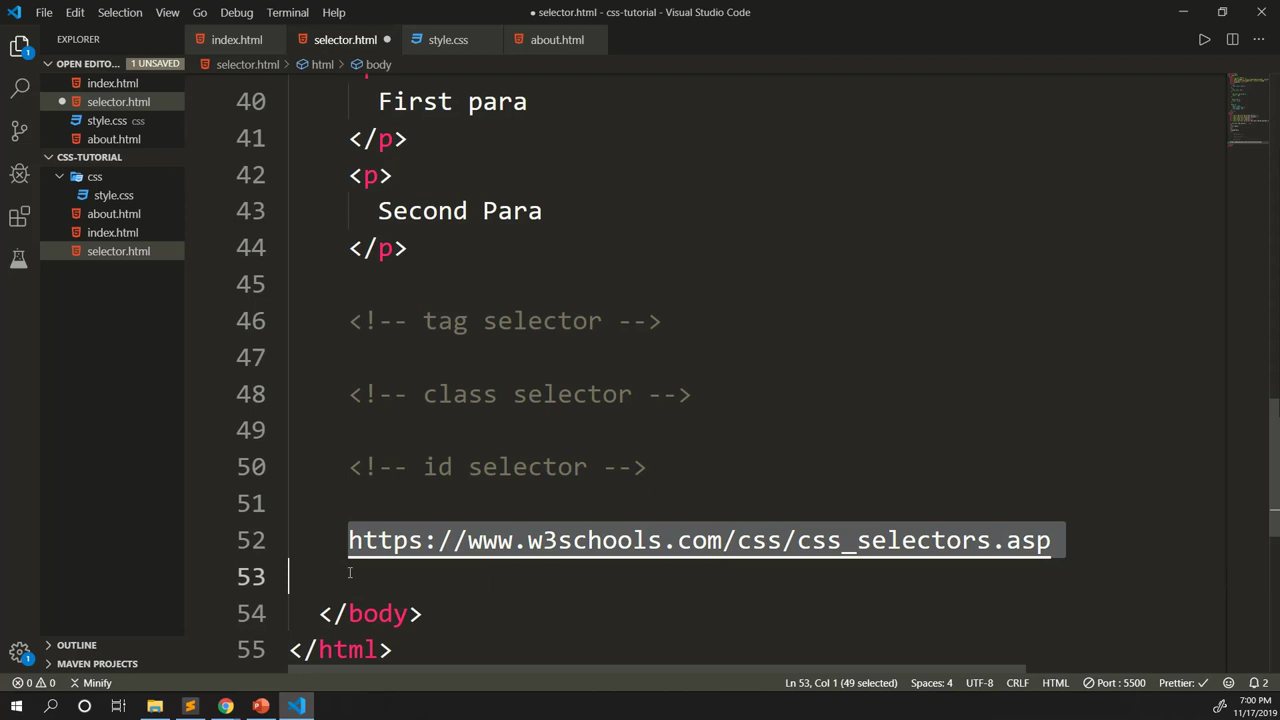 File Edit Selection View Go Debug Terminal Help
● selector.html - css-tutorial - Visual Studio Code
EXPLORER
index.html
selector.html
style.css
about.html
OPEN EDITO... 1 UNSAVED
selector.html > html > body
index.html
selector.html
style.css css
about.html
CSS-TUTORIAL
css
style.css
about.html
index.html
selector.html
40 First para
41 </p>
42 <p>
43 Second Para
44 </p>
45
46 <!-- tag selector -->
47
48 <!-- class selector -->
49
50 <!-- id selector -->
51
52 https://www.w3schools.com/css/css_selectors.asp
53
54 </body>
55 </html>
OUTLINE
MAVEN PROJECTS
1
1
0 0 Minify
Ln 53, Col 1 (49 selected) Spaces: 4 UTF-8 CRLF HTML Port : 5500 Prettier: ✓ 2
7:00 PM
11/17/2019